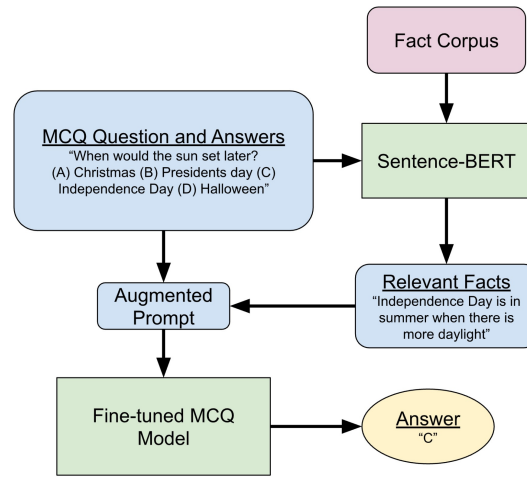 Fact Corpus
MCQ Question and Answers
“When would the sun set later?
(A) Christmas (B) Presidents day (C)
Independence Day (D) Halloween”
Sentence-BERT
Relevant Facts
“Independence Day is in
summer when there is
more daylight”
Augmented
Prompt
Fine-tuned MCQ
Model
Answer
“C”